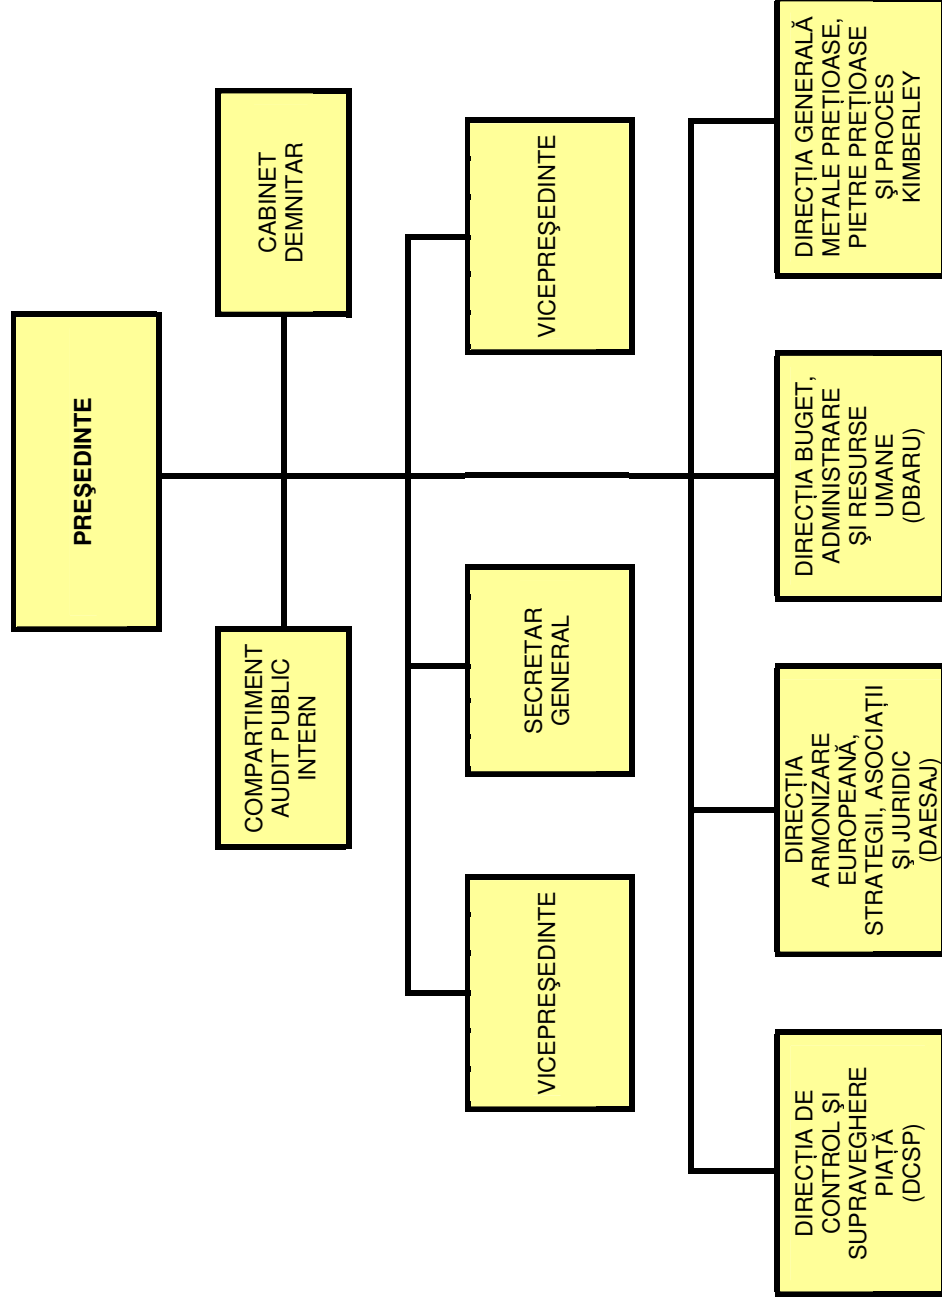 PREŞEDINTE
COMPARTIMENT
AUDIT PUBLIC
INTERN
CABINET
DEMNITAR
VICEPREŞEDINTE
SECRETAR
GENERAL
VICEPREŞEDINTE
DIRECŢIA DE
CONTROL ŞI
SUPRAVEGHERE
PIAŢĂ
(DCSP)
DIRECŢIA
ARMONIZARE
EUROPEANĂ,
STRATEGII, ASOCIAŢII
ŞI JURIDIC
(DAESAJ)
DIRECŢIA BUGET,
ADMINISTRARE
ŞI RESURSE
UMANE
(DBARU)
DIRECŢIA GENERALĂ
METALE PREŢIOASE,
PIETRE PREŢIOASE
ŞI PROCES
KIMBERLEY